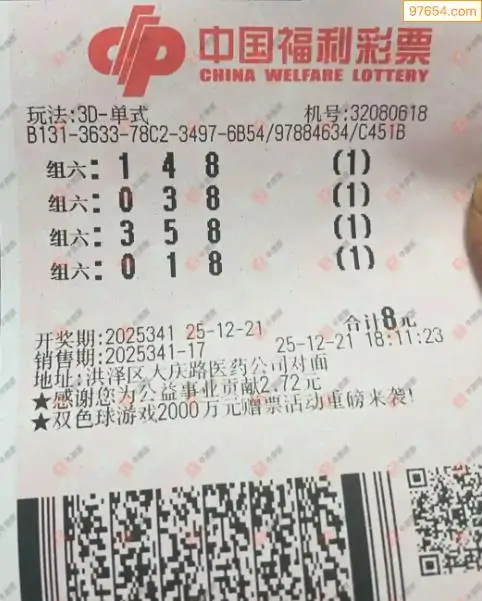 97654.com
中国福利彩票
CHINA WELFARE LOTTERY
玩法:3D-单式 机号:32080618
B131-3633-78C2-3497-6B54/97884634/C451B
组六: 1 4 8 (1)
组六: 0 3 8 (1)
组六: 3 5 8 (1)
组六: 0 1 8 (1)
合计8元
开奖期:2025341 25-12-21
销售期:2025341-17 25-12-21 18:11:23
地址:洪泽区人庆路医药公司对面
★感谢您为公益事业贡献2.72元
★双色球游戏2000万元赠票活动重磅来袭!